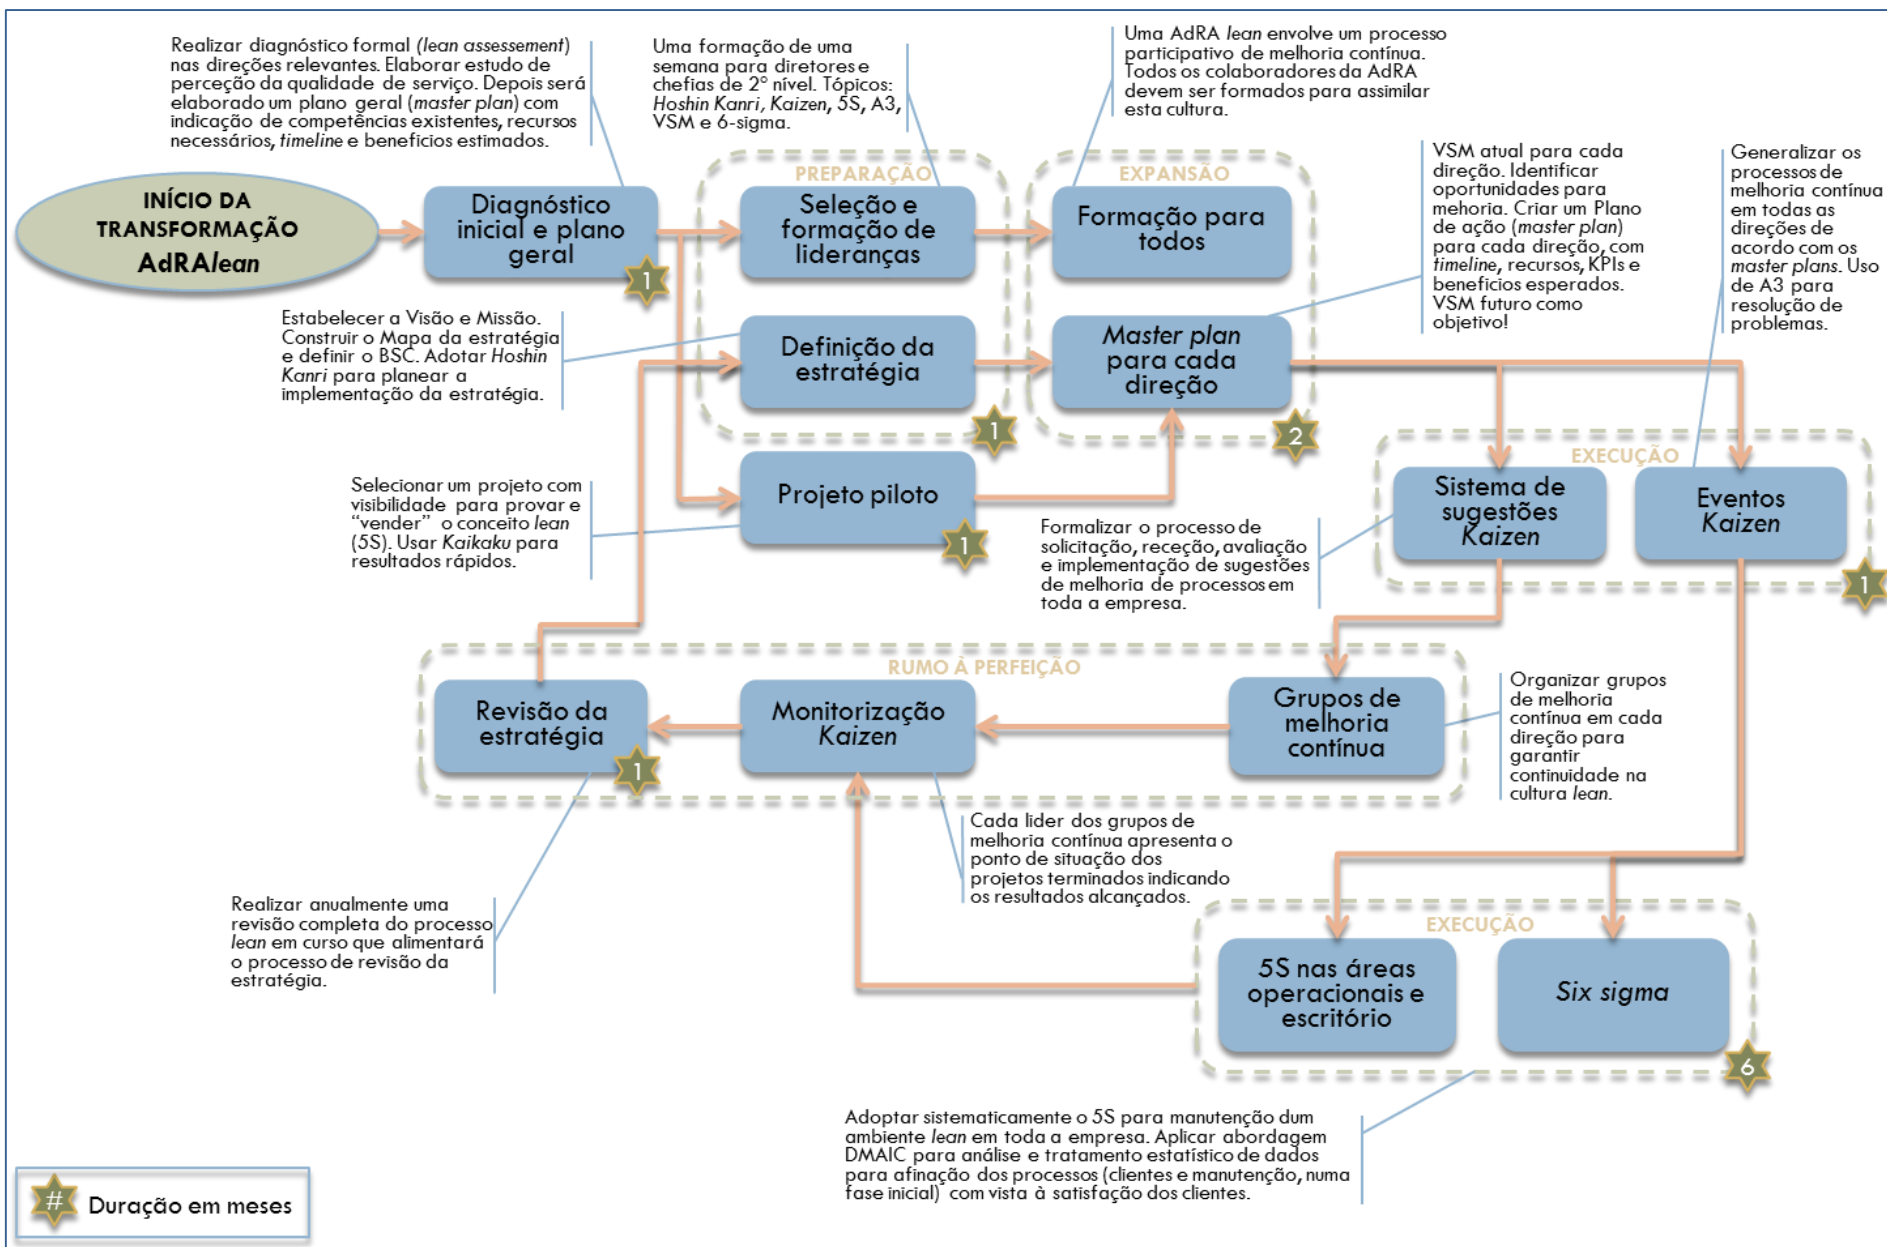 Realizar diagnóstico formal (lean assessement)
nas direções relevantes. Elaborar estudo de
perceção da qualidade de serviço. Depois será
elaborado um plano geral (master plan) com
indicação de competências existentes, recursos
necessários, timeline e beneficios estimados.
Uma formação de uma
semana para diretores e
chefias de 2º nível. Tópicos:
Hoshin Kanri, Kaizen, 5S, A3,
VSM e 6-sigma.
Uma AdRA lean envolve um processo
participativo de melhoria contínua.
Todos os colaboradores da AdRA
devem ser formados para assimilar
esta cultura.
VSM atual para cada
direção. Identificar
oportunidades para
mehoria. Criar um Plano
de ação (master plan)
para cada direção, com
timeline, recursos, KPIs e
beneficios esperados.
VSM futuro como
objetivo!
Generalizar os
processos de
melhoria contínua
em todas as
direções de
acordo com os
master plans. Uso
de A3 para
resolução de
problemas.
INÍCIO DA
TRANSFORMAÇÃO
AdRAlean
Diagnóstico
inicial e plano
geral
1
PREPARAÇÃO
Seleção e
formação de
lideranças
EXPANSÃO
Formação para
todos
Estabelecer a Visão e Missão.
Construir o Mapa da estratégia
e definir o BSC. Adotar Hoshin
Kanri para planear a
implementação da estratégia.
Definição da
estratégia
1
Master plan
para cada
direção
2
Selecionar um projeto com
visibilidade para provar e
“vender” o conceito lean
(5S). Usar Kaikaku para
resultados rápidos.
Projeto piloto
1
Formalizar o processo de
solicitação, receção, avaliação
e implementação de sugestões
de melhoria de processos em
toda a empresa.
EXECUÇÃO
Sistema de
sugestões
Kaizen
Eventos
Kaizen
1
RUMO À PERFEIÇÃO
Revisão da
estratégia
1
Monitorização
Kaizen
Grupos de
melhoria
contínua
Organizar grupos
de melhoria
contínua em cada
direção para
garantir
continuidade na
cultura lean.
Cada lider dos grupos de
melhoria contínua apresenta o
ponto de situação dos
projetos terminados indicando
os resultados alcançados.
Realizar anualmente uma
revisão completa do processo
lean em curso que alimentará
o processo de revisão da
estratégia.
EXECUÇÃO
5S nas áreas
operacionais e
escritório
Six sigma
6
Adoptar sistematicamente o 5S para manutenção dum
ambiente lean em toda a empresa. Aplicar abordagem
DMAIC para análise e tratamento estatístico de dados
para afinação dos processos (clientes e manutenção, numa
fase inicial) com vista à satisfação dos clientes.
# Duração em meses